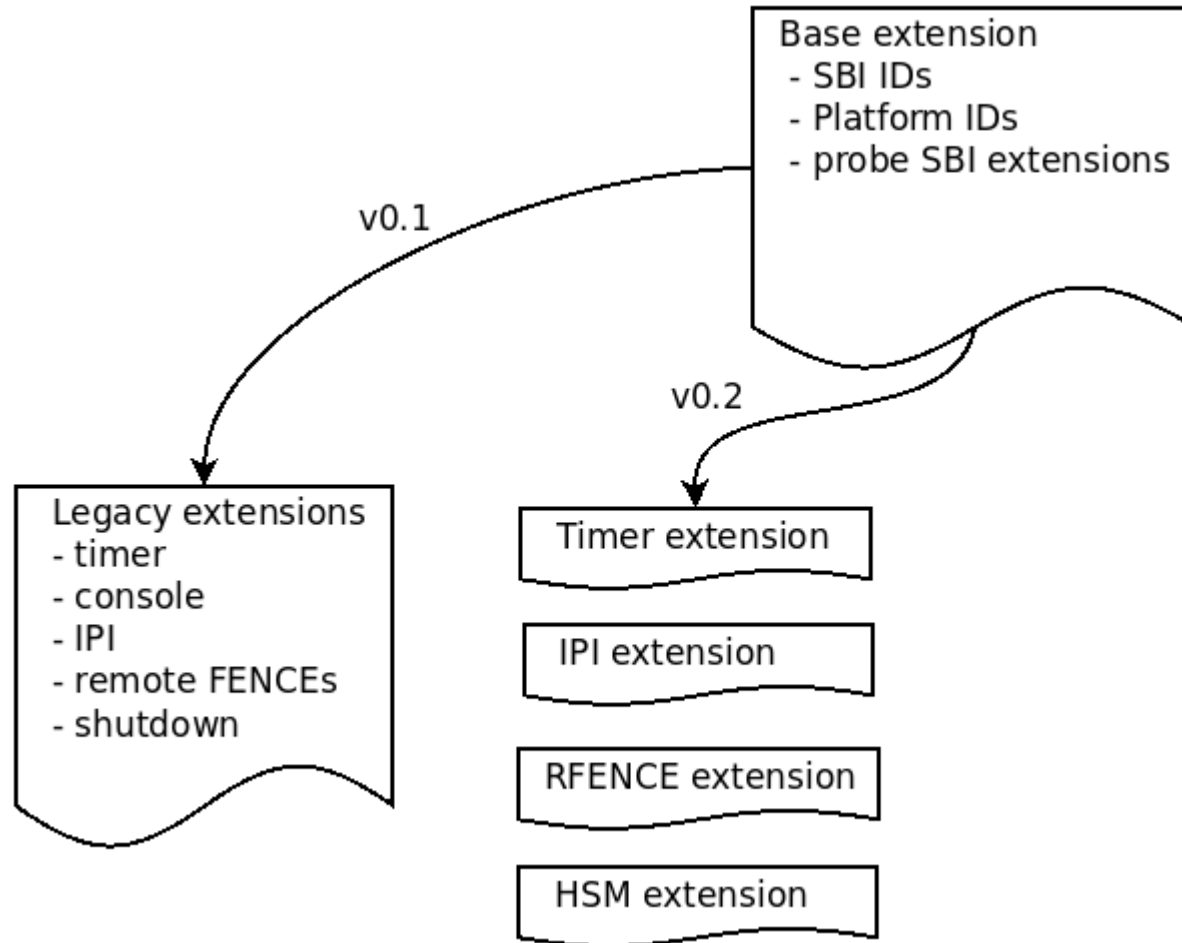 Base extension
- SBI IDs
- Platform IDs
- probe SBI extensions
v0.1
v0.2
Legacy extensions
- timer
- console
- IPI
- remote FENCEs
- shutdown
Timer extension
IPI extension
RFENCE extension
HSM extension